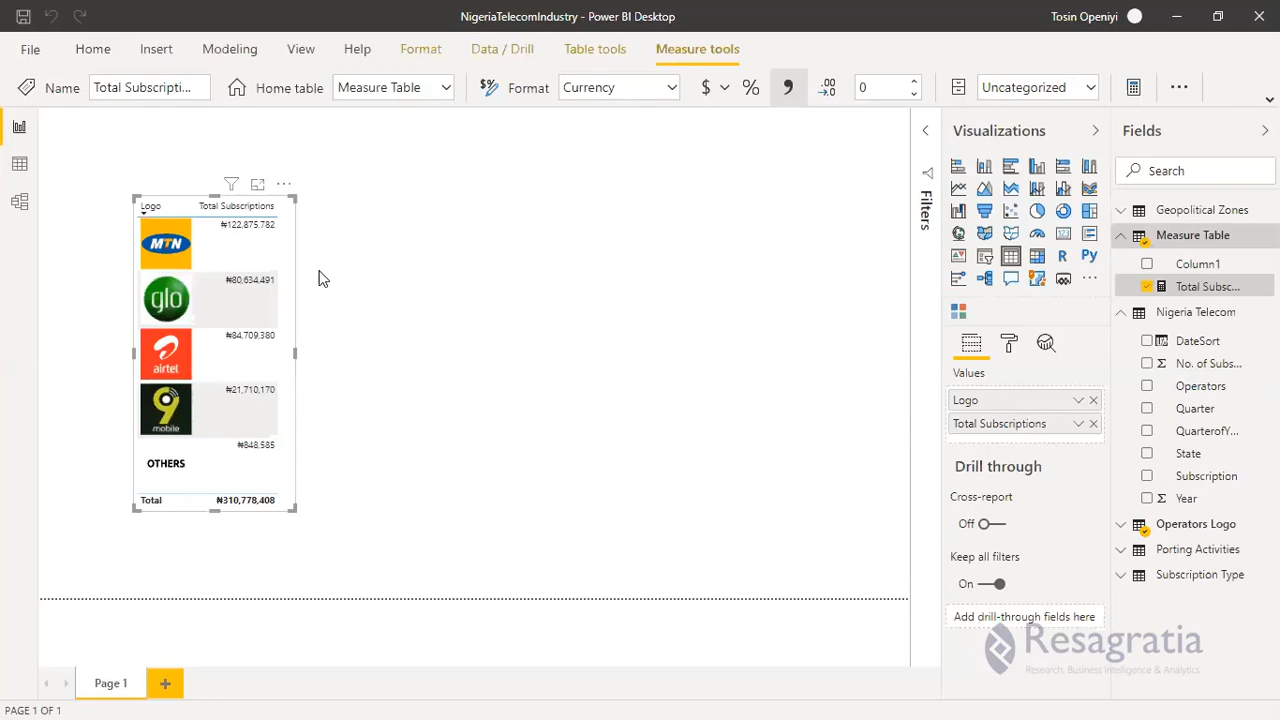 NigeriaTelecomIndustry - Power BI Desktop
Tosin Openiyi
File Home Insert Modeling View Help Format Data / Drill Table tools Measure tools
Name Total Subscripti... Home table Measure Table Format Currency $ % 9 .00 0 Uncategorized ...
Logo Total Subscriptions
MTN ₦122,875,782
glo ₦80,634,491
airtel ₦84,709,380
9 mobile ₦21,710,170
₦848,585
OTHERS
Total ₦310,778,408
Filters
Visualizations
R
Py
Values
Logo
Total Subscriptions
Drill through
Cross-report
Off
Keep all filters
On
Add drill-through fields here
Fields
Search
Geopolitical Zones
Measure Table
Column1
Total Subsc...
Nigeria Telecom
DateSort
Σ No. of Subs...
Operators
Quarter
QuarterofY...
State
Subscription
Σ Year
Operators Logo
Porting Activities
Subscription Type
Resagratia
Research, Business Intelligence & Analytics
Page 1
PAGE 1 OF 1